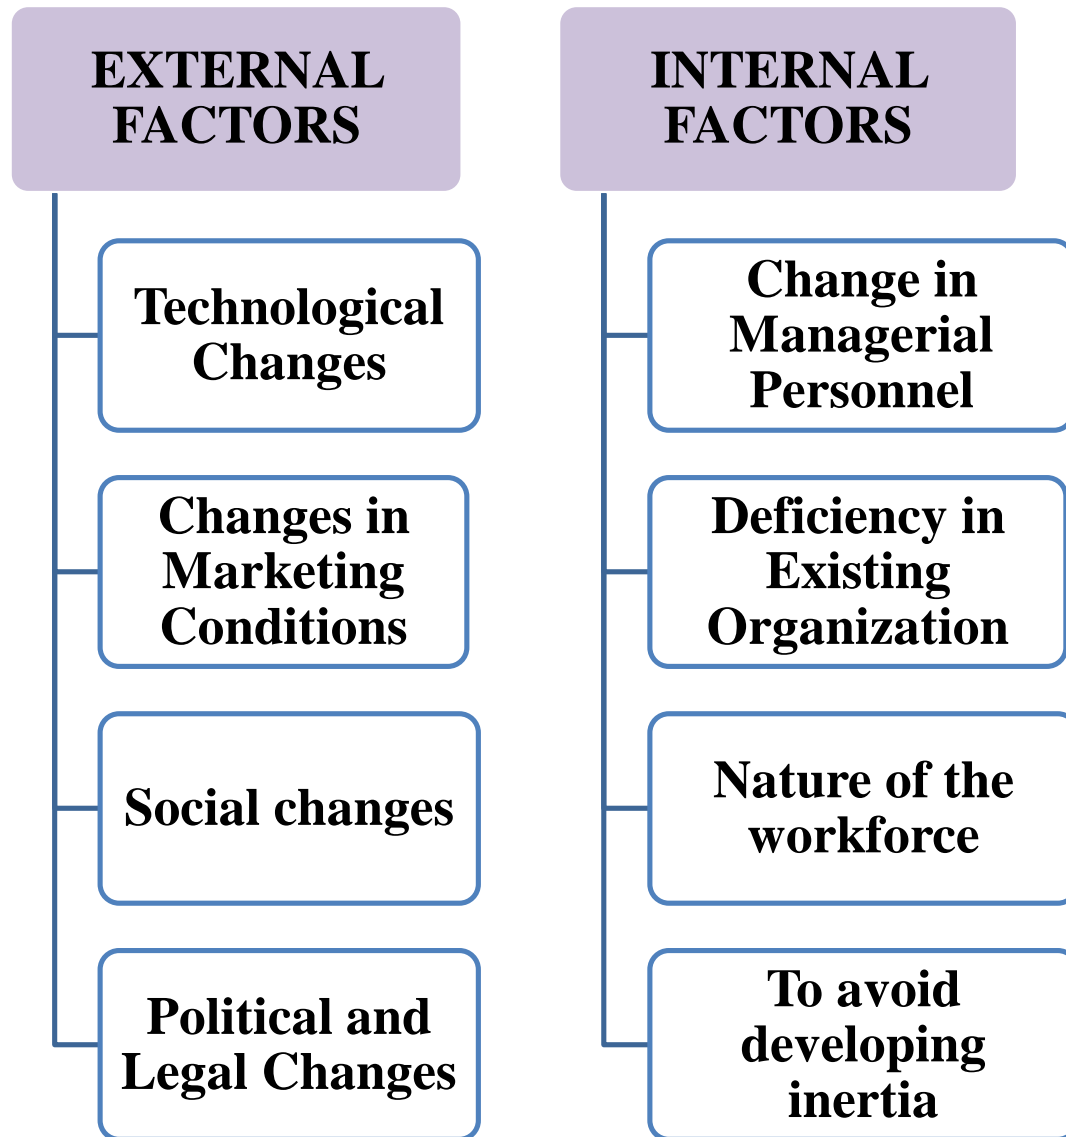 EXTERNAL
FACTORS
Technological
Changes
Changes in
Marketing
Conditions
Social changes
Political and
Legal Changes
INTERNAL
FACTORS
Change in
Managerial
Personnel
Deficiency in
Existing
Organization
Nature of the
workforce
To avoid
developing
inertia